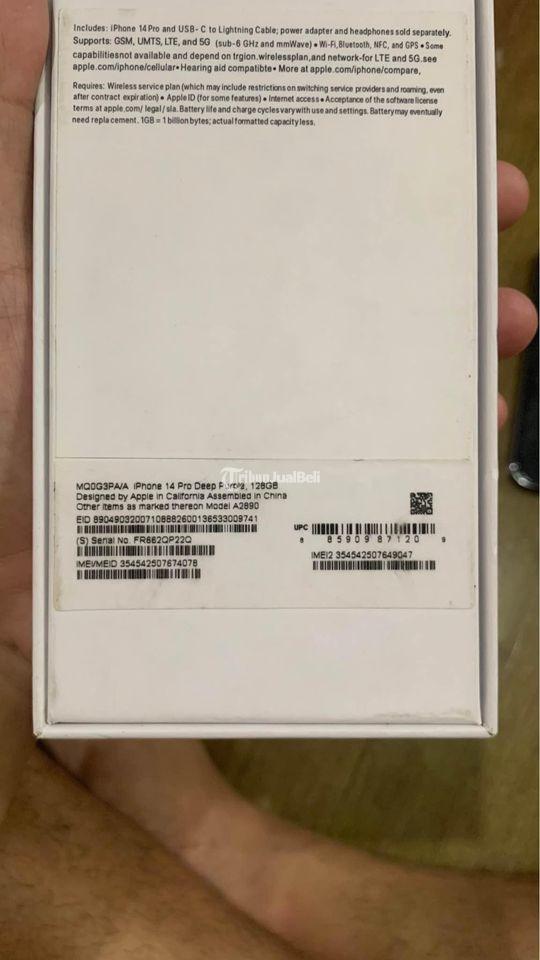 Includes: iPhone 14 Pro and USB- C to Lightning Cable; power adapter and headphones sold separately.
Supports: GSM, UMTS, LTE, and 5G (sub-6 GHz and mmWave) • Wi-Fi, Bluetooth, NFC, and GPS • Some
capabilitiesnot available and depend on trgion.wirelessplan,and network-for LTE and 5G.see
apple.com/iphone/cellular• Hearing aid compatibte• More at apple.com/iphone/compare,
Requires: Wireless service plan (which may include restrictions on switching service providers and roaming, even
after contract expiration) • Apple ID (for some features) • Internet access • Acceptance of the software license
terms at apple.com/ legal / sla. Battery life and charge cycles vary with use and settings. Battery may eventually
need repla cement. 1GB = 1 billion bytes; actual formatted capacity less.
TribunJualBeli
MQ0G3PA/A iPhone 14 Pro Deep Purple, 128GB
Designed by Apple in California Assembled in China
Other items as marked thereon Model A2890
EID 89049032007108882600136533009741
(S) Serial No. FR662QP22Q
IMEI/MEID 354542507674078
UPC
8 85909 87120 9
IMEI2 354542507649047